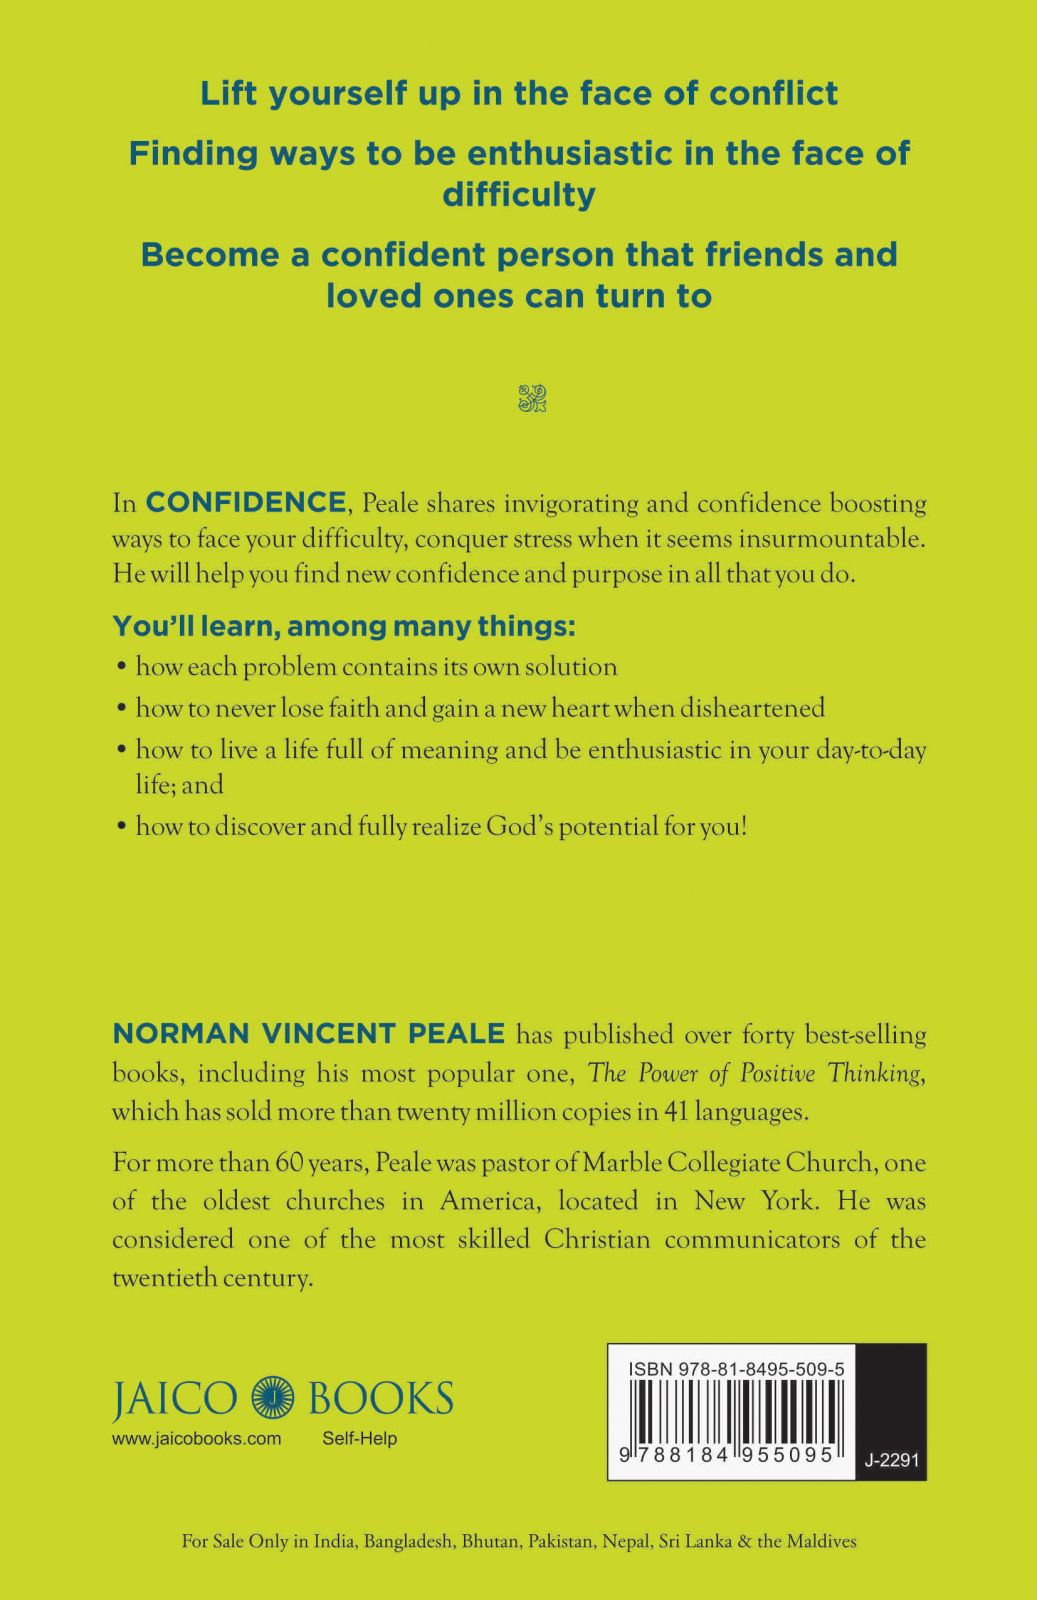 Lift yourself up in the face of conflict
Finding ways to be enthusiastic in the face of
difficulty
Become a confident person that friends and
loved ones can turn to
In CONFIDENCE, Peale shares invigorating and confidence boosting
ways to face your difficulty, conquer stress when it seems insurmountable.
He will help you find new confidence and purpose in all that you do.
You'll learn, among many things:
• how each problem contains its own solution
• how to never lose faith and gain a new heart when disheartened
• how to live a life full of meaning and be enthusiastic in your day-to-day
life; and
• how to discover and fully realize God's potential for you!
NORMAN VINCENT PEALE has published over forty best-selling
books, including his most popular one, The Power of Positive Thinking,
which has sold more than twenty million copies in 41 languages.
For more than 60 years, Peale was pastor of Marble Collegiate Church, one
of the oldest churches in America, located in New York. He was
considered one of the most skilled Christian communicators of the
twentieth century.
JAICO J BOOKS
www.jaicobooks.com Self-Help
ISBN 978-81-8495-509-5
9 788184 955095
J-2291
For Sale Only in India, Bangladesh, Bhutan, Pakistan, Nepal, Sri Lanka & the Maldives